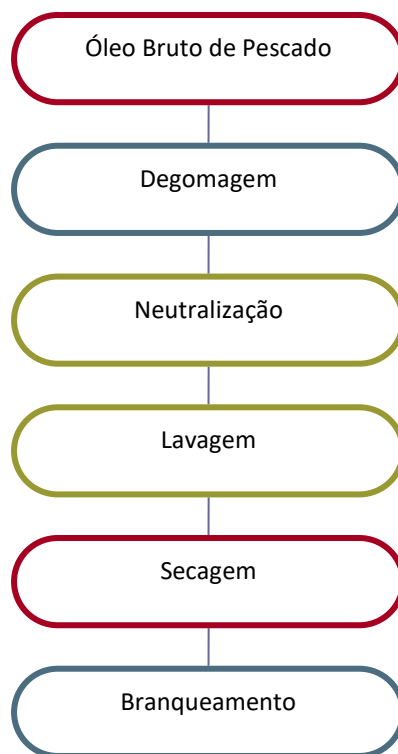 Óleo Bruto de Pescado
Degomagem
Neutralização
Lavagem
Secagem
Branqueamento